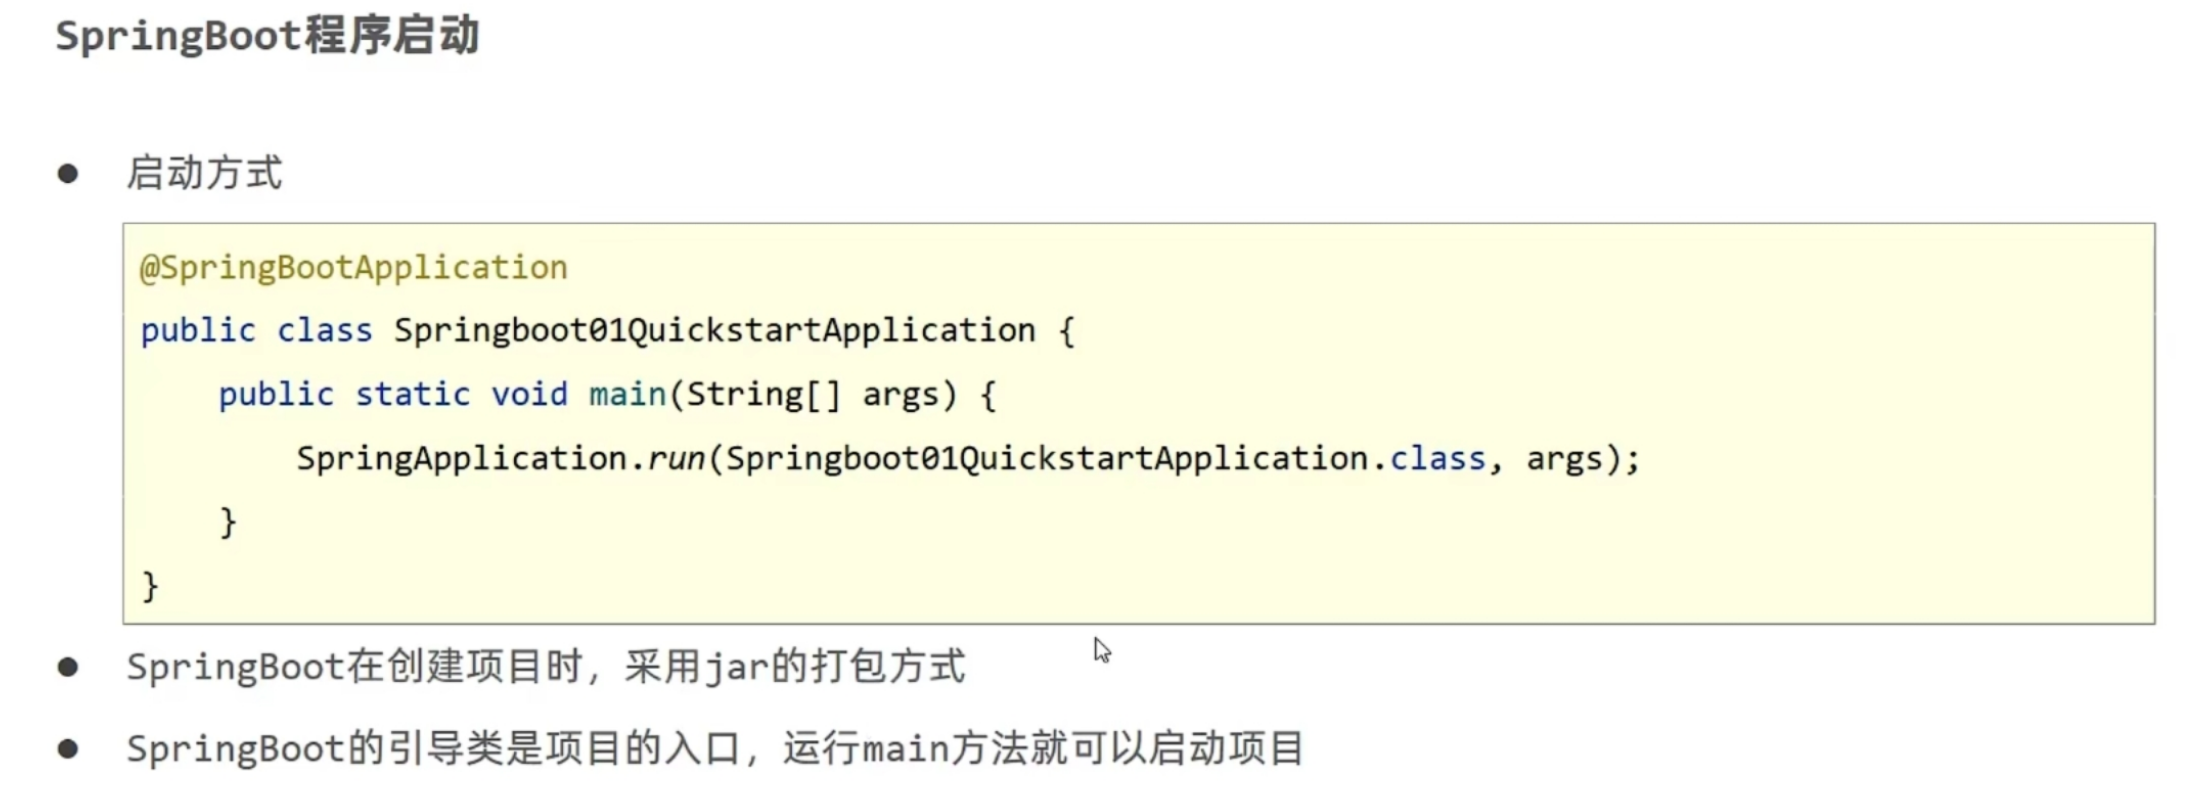 SpringBoot程序启动
● 启动方式
@SpringBootApplication
public class Springboot01QuickstartApplication {
    public static void main(String[] args) {
        SpringApplication.run(Springboot01QuickstartApplication.class, args);
    }
}
● SpringBoot在创建项目时，采用jar的打包方式
● SpringBoot的引导类是项目的入口，运行main方法就可以启动项目